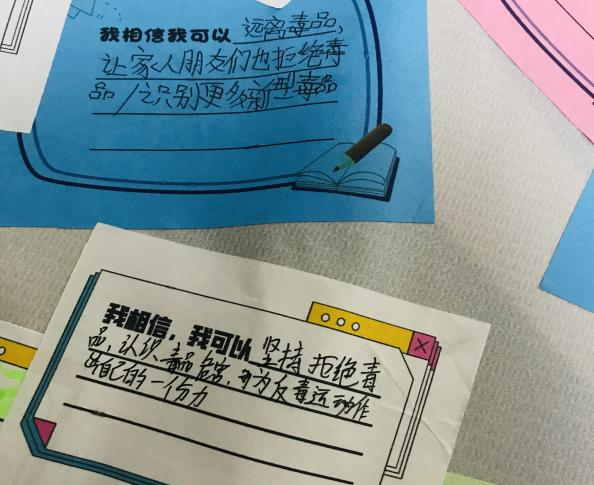 我相信我可以 远离毒品,
让家人朋友们也拒绝毒
品/之识别更多新型毒品
我相信,我可以 坚持 拒绝毒
品,认识毒品危害,为反毒运动作
出自己的一份力